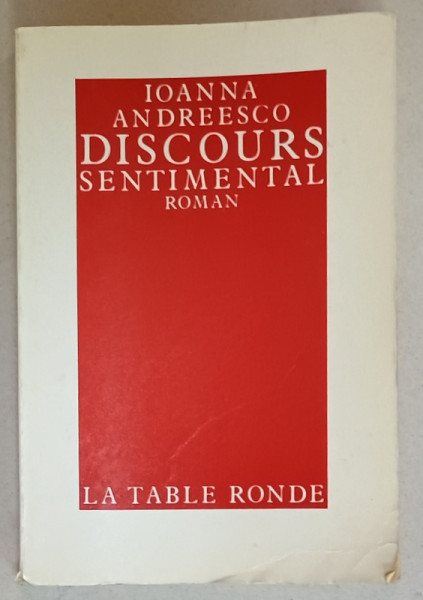 IOANNA
ANDREESCO
DISCOURS
SENTIMENTAL
ROMAN
LA TABLE RONDE